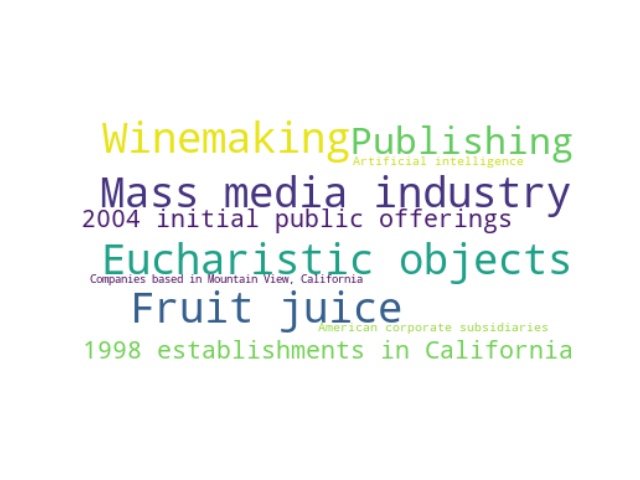 Winemaking
Publishing
Artificial intelligence
Mass media industry
2004 initial public offerings
Eucharistic objects
Companies based in Mountain View, California
Fruit juice
American corporate subsidiaries
1998 establishments in California